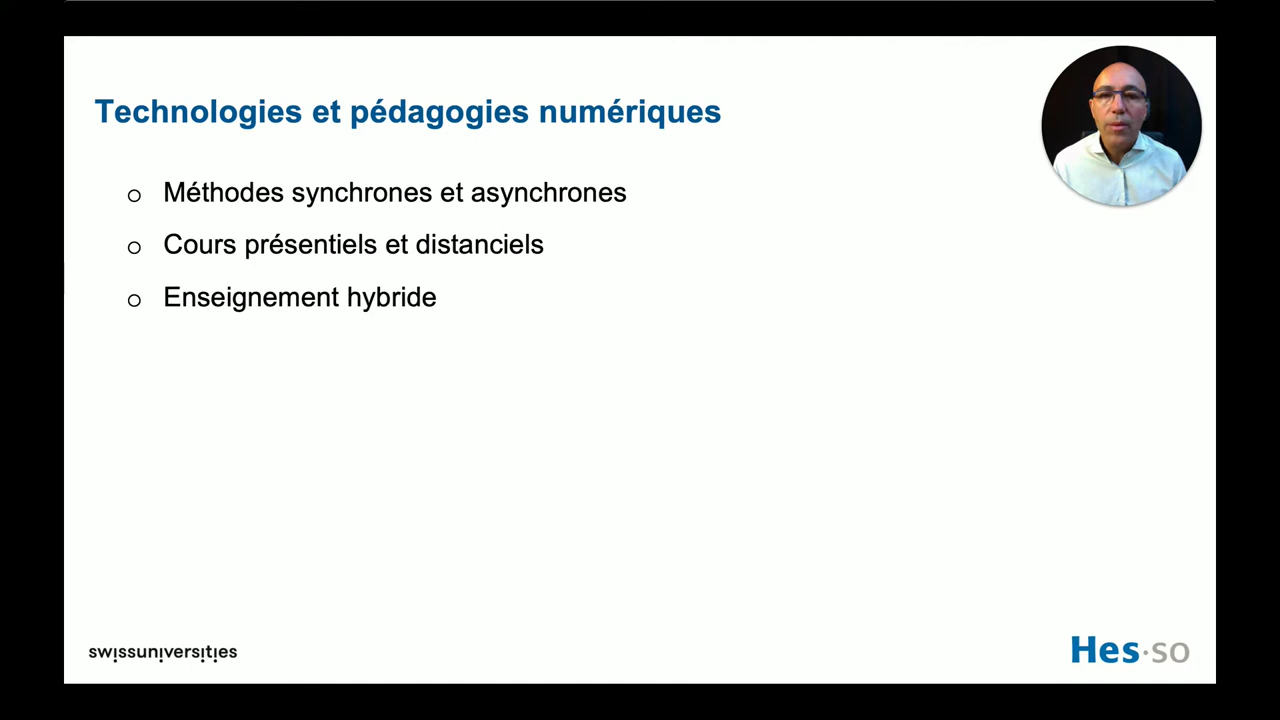 Technologies et pédagogies numériques
o Méthodes synchrones et asynchrones
o Cours présentiels et distanciels
o Enseignement hybride
swissuniversities
Hes·so